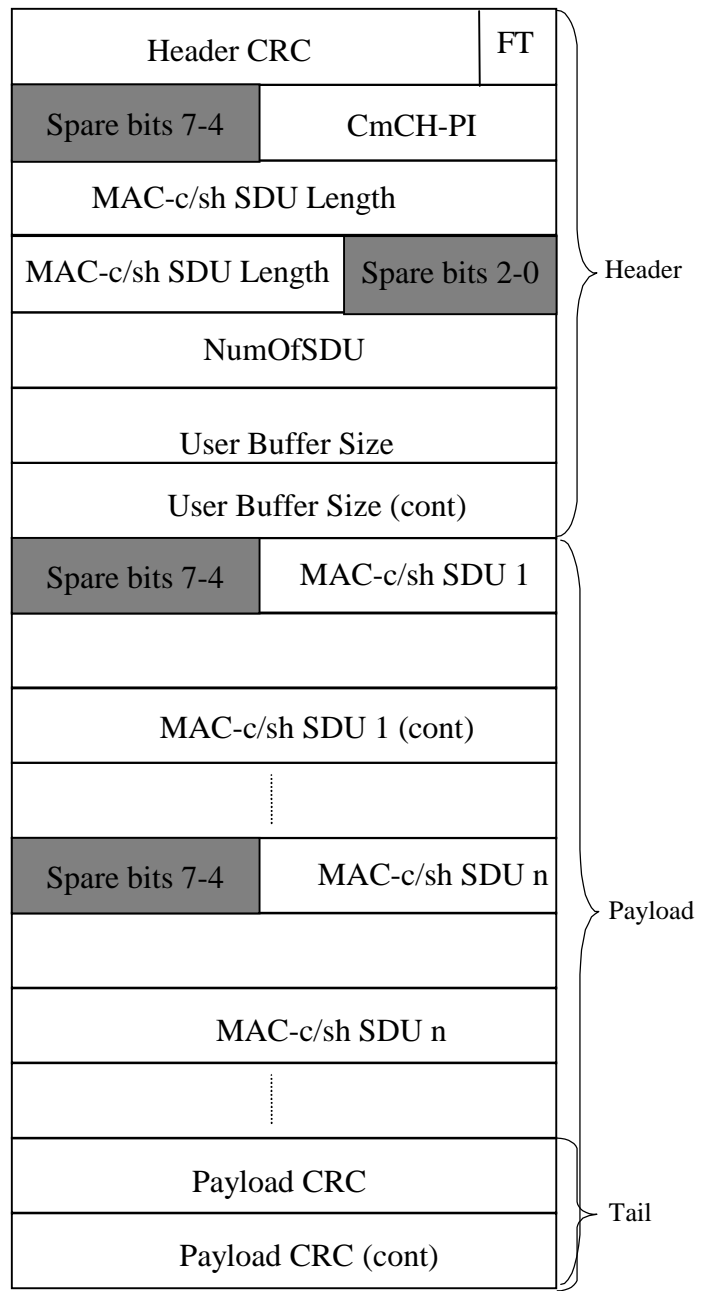 Header CRC FT
Spare bits 7-4 CmCH-PI
MAC-c/sh SDU Length
MAC-c/sh SDU Length Spare bits 2-0
Header
NumOfSDU
User Buffer Size
User Buffer Size (cont)
Spare bits 7-4 MAC-c/sh SDU 1
MAC-c/sh SDU 1 (cont)
Spare bits 7-4 MAC-c/sh SDU n
Payload
MAC-c/sh SDU n
Payload CRC
Tail
Payload CRC (cont)